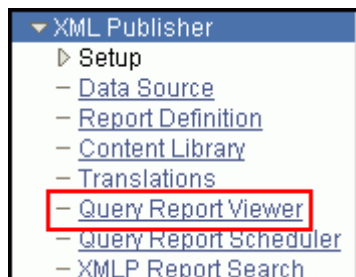 XML Publisher
Setup
Data Source
Report Definition
Content Library
Translations
Query Report Viewer
Query Report Scheduler
XMLP Report Search